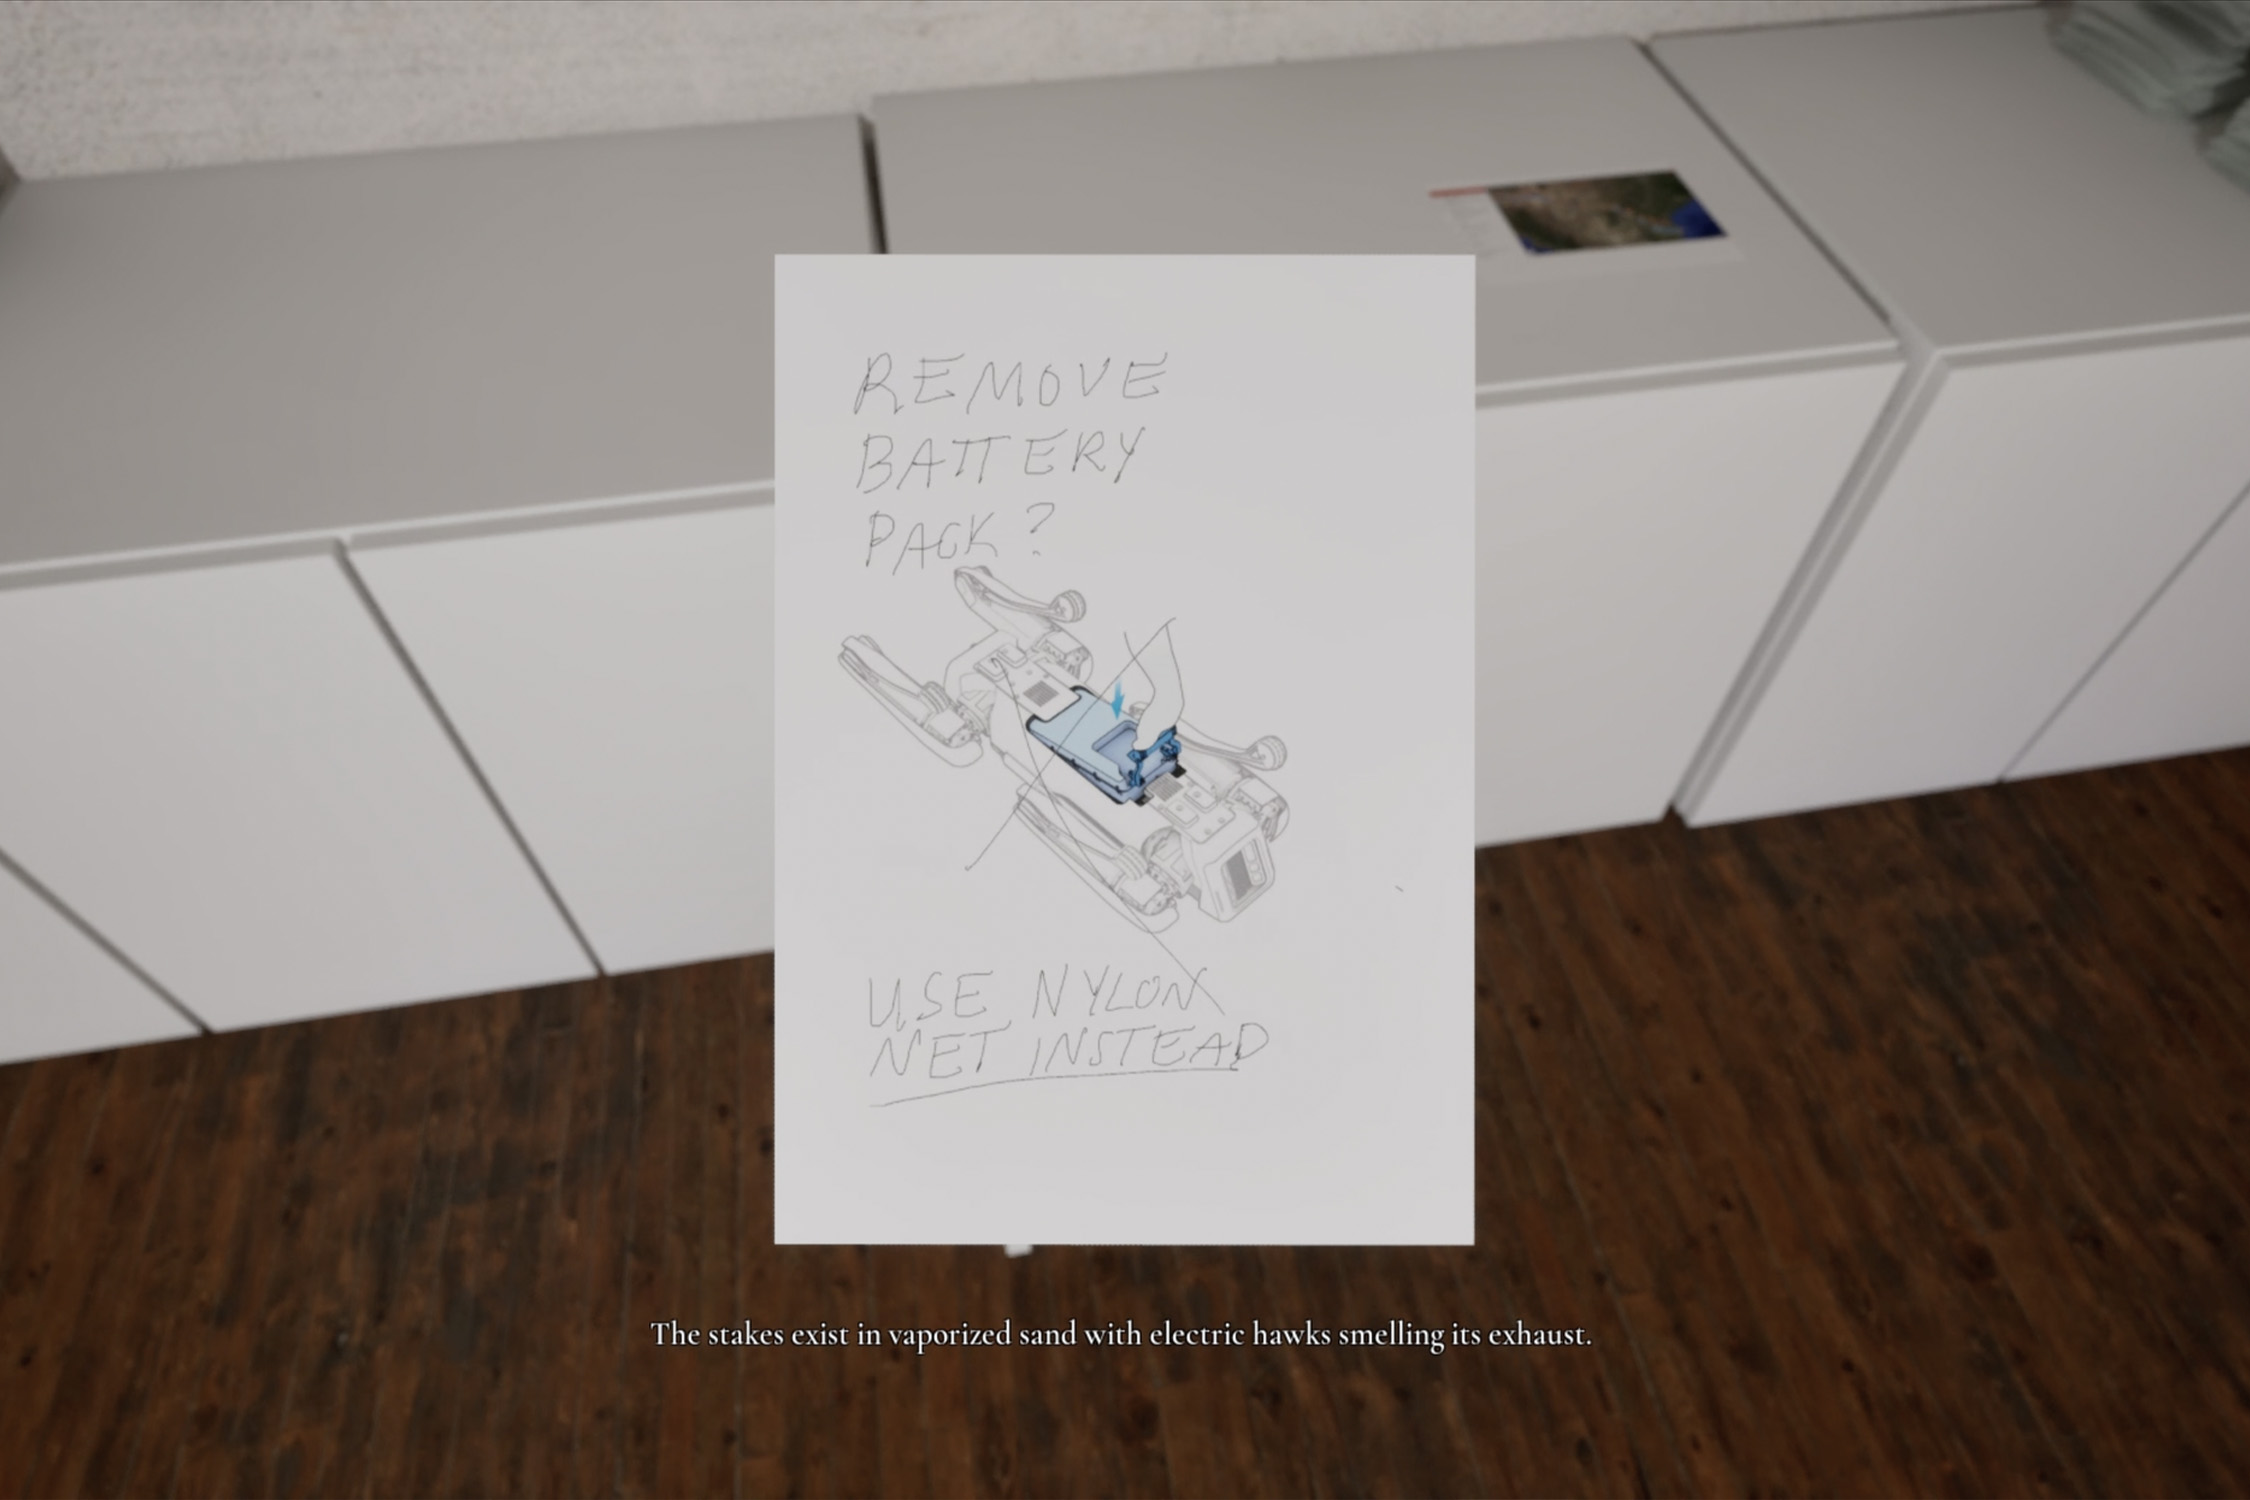 REMOVE
BATTERY
PACK?
USE NYLON
NET INSTEAD
The stakes exist in vaporized sand with electric hawks smelling its exhaust.